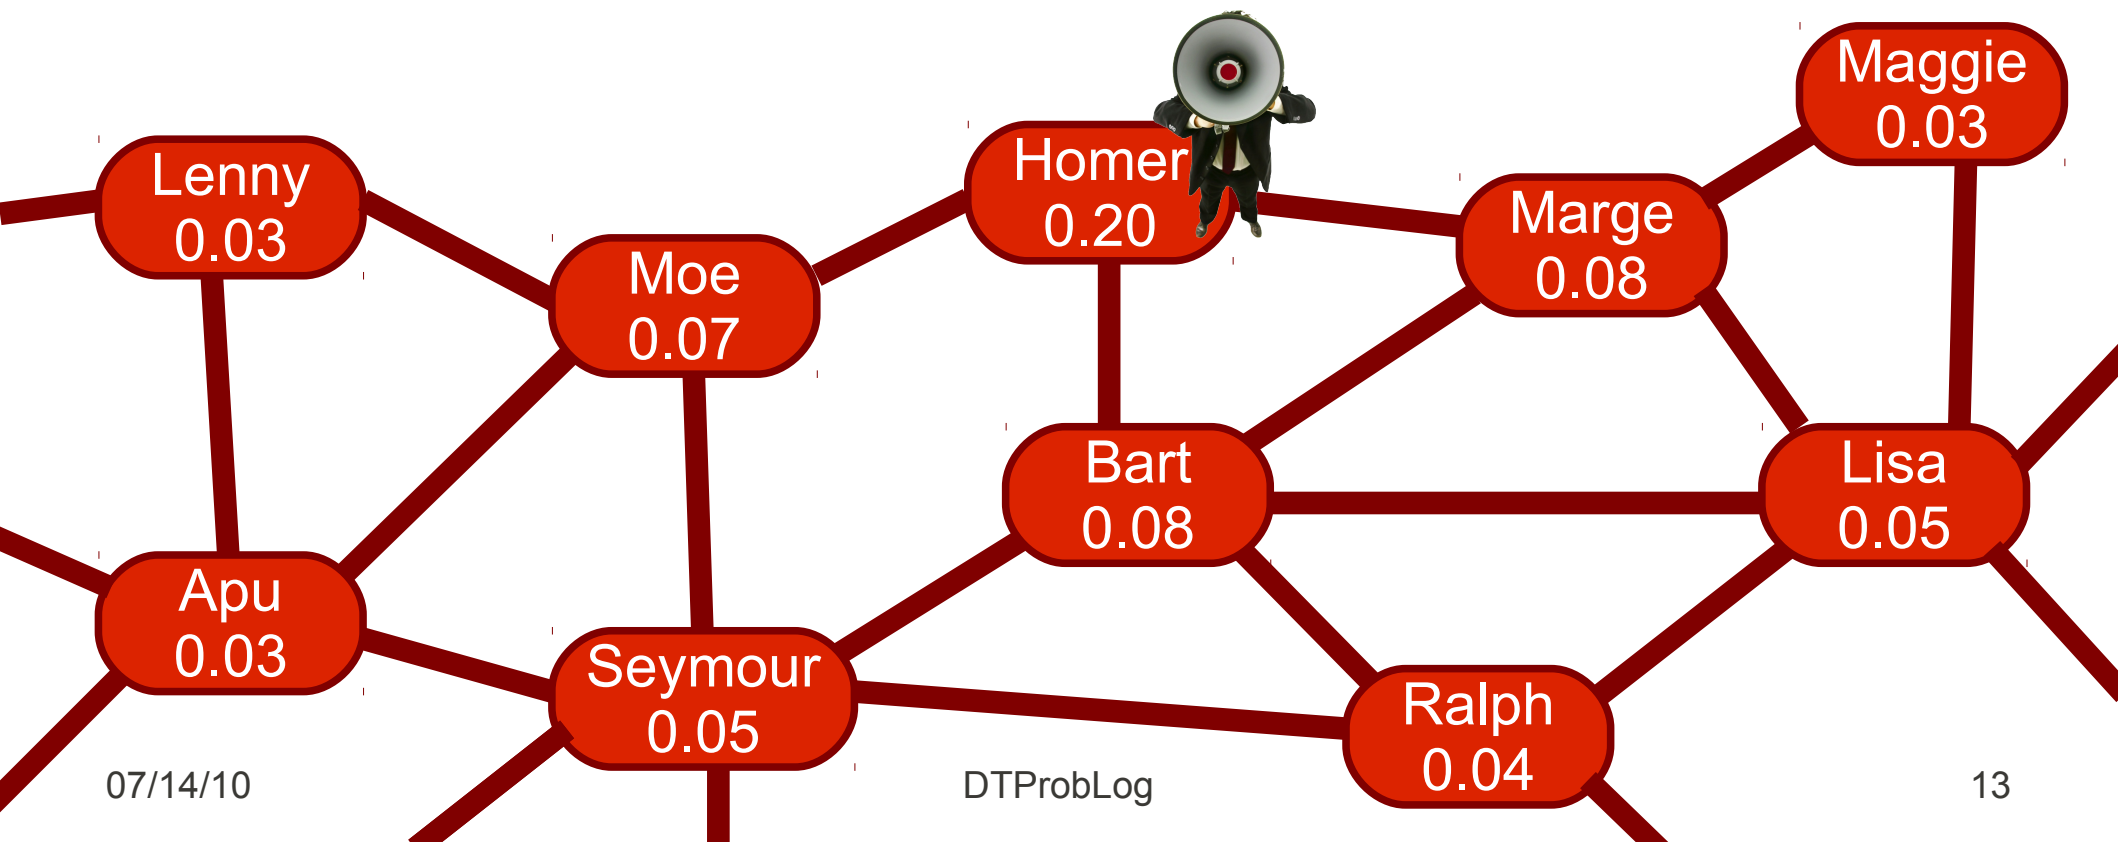 Maggie
0.03
Homer
0.20
Lenny
0.03
Marge
0.08
Moe
0.07
Bart
0.08
Lisa
0.05
Apu
0.03
Seymour
0.05
Ralph
0.04
07/14/10
DTProbLog
13